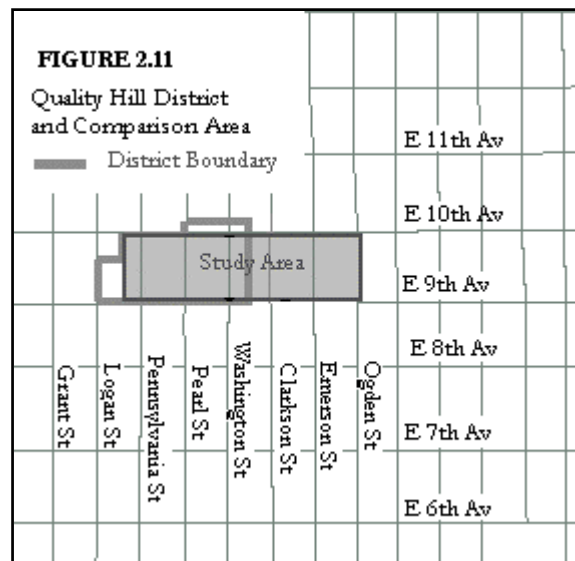 FIGURE 2.11
Quality Hill District
and Comparison Area
District Boundary
E 11th Av
E 10th Av
Study Area
E 9th Av
E 8th Av
Grant St
Logan St
Pennsylvania St
Pearl St
Washington St
Clarkson St
Emerson St
Ogden St
E 7th Av
E 6th Av